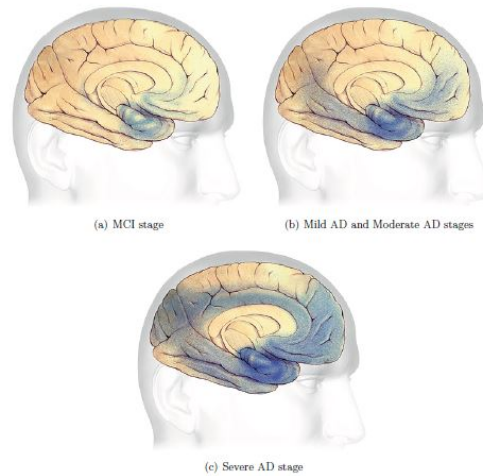 (a) MCI stage
(b) Mild AD and Moderate AD stages
(c) Severe AD stage